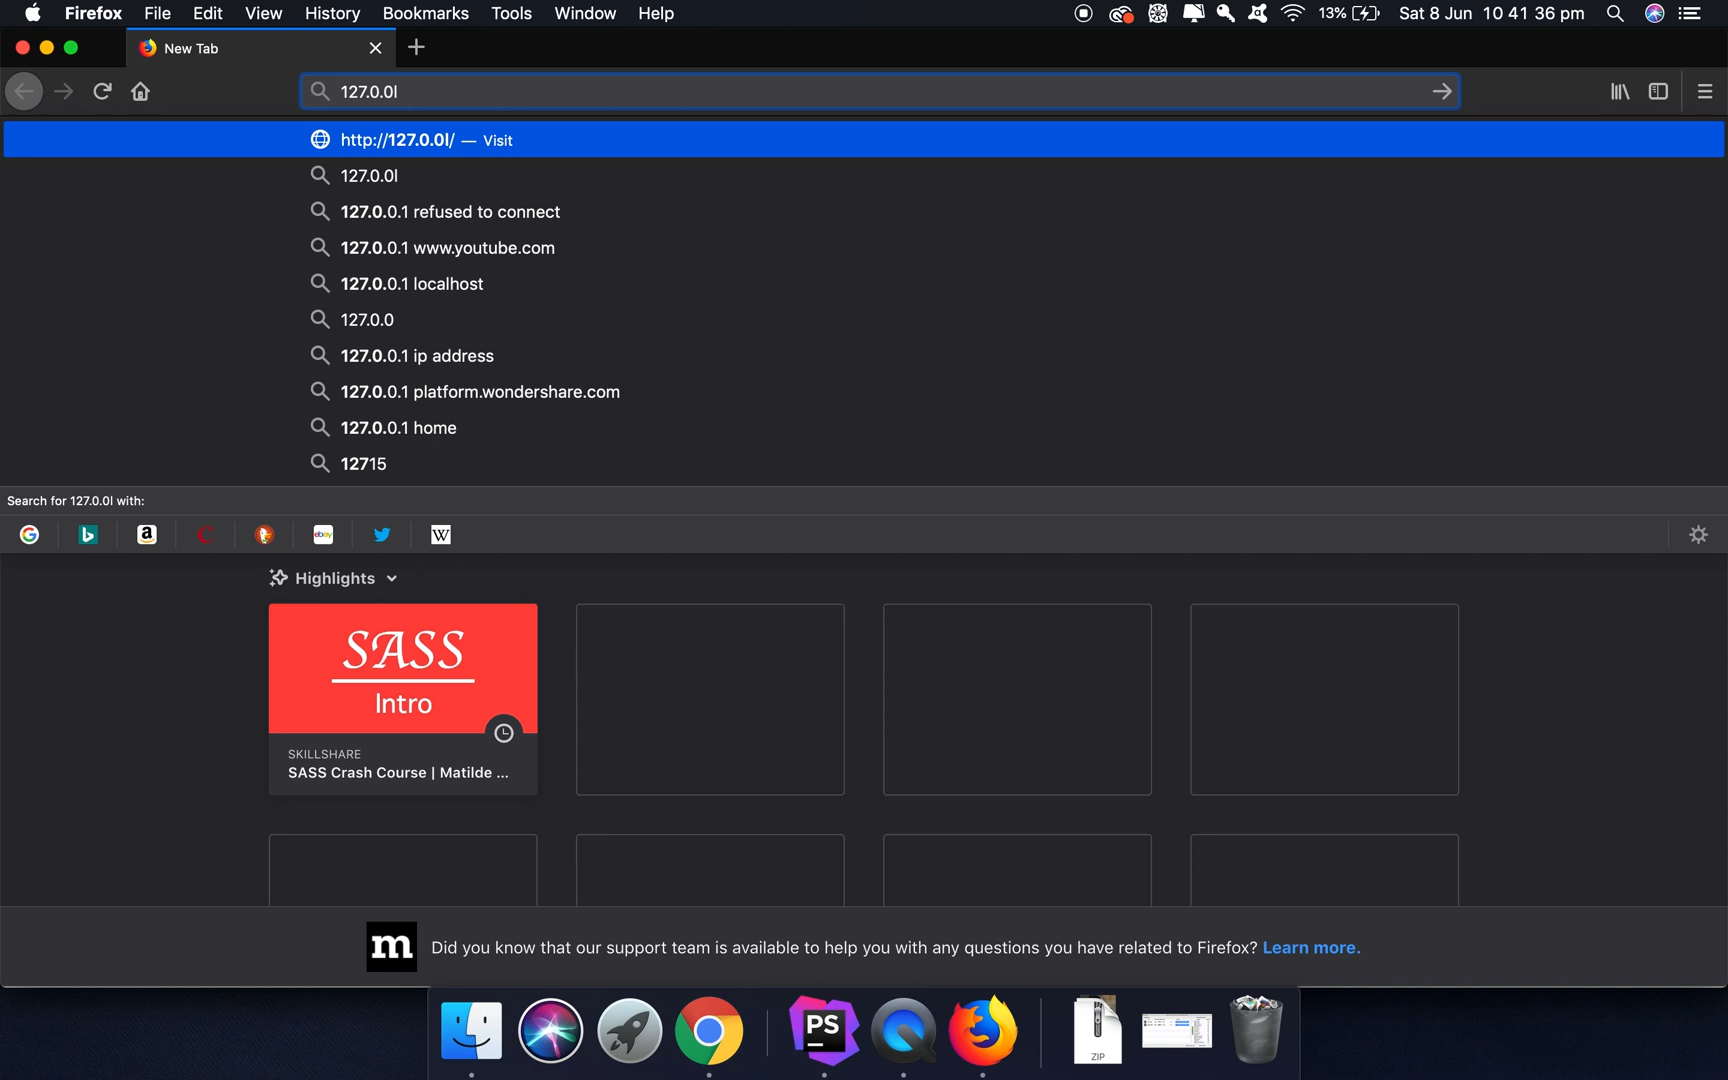 Firefox File Edit View History Bookmarks Tools Window Help 13% Sat 8 Jun 10 41 36 pm
New Tab
127.0.0l
http://127.0.0l/ — Visit
127.0.0l
127.0.0.1 refused to connect
127.0.0.1 www.youtube.com
127.0.0.1 localhost
127.0.0
127.0.0.1 ip address
127.0.0.1 platform.wondershare.com
127.0.0.1 home
12715
Search for 127.0.0l with:
G b a C ebay W
Highlights
SASS
Intro
SKILLSHARE
SASS Crash Course | Matilde ...
m Did you know that our support team is available to help you with any questions you have related to Firefox? Learn more.
PS
ZIP